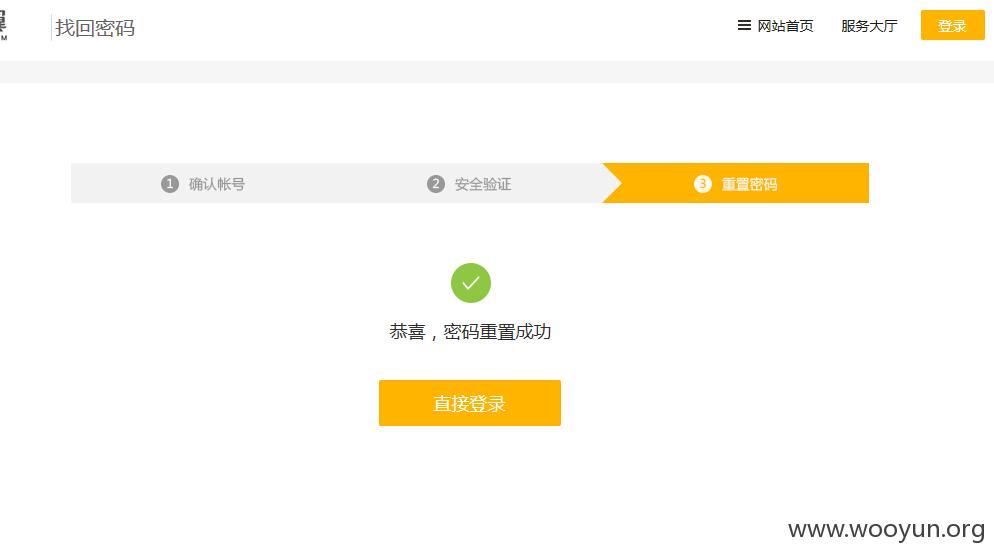 找回密码
网站首页 服务大厅 登录
1 确认帐号 2 安全验证 3 重置密码
恭喜，密码重置成功
直接登录
www.wooyun.org